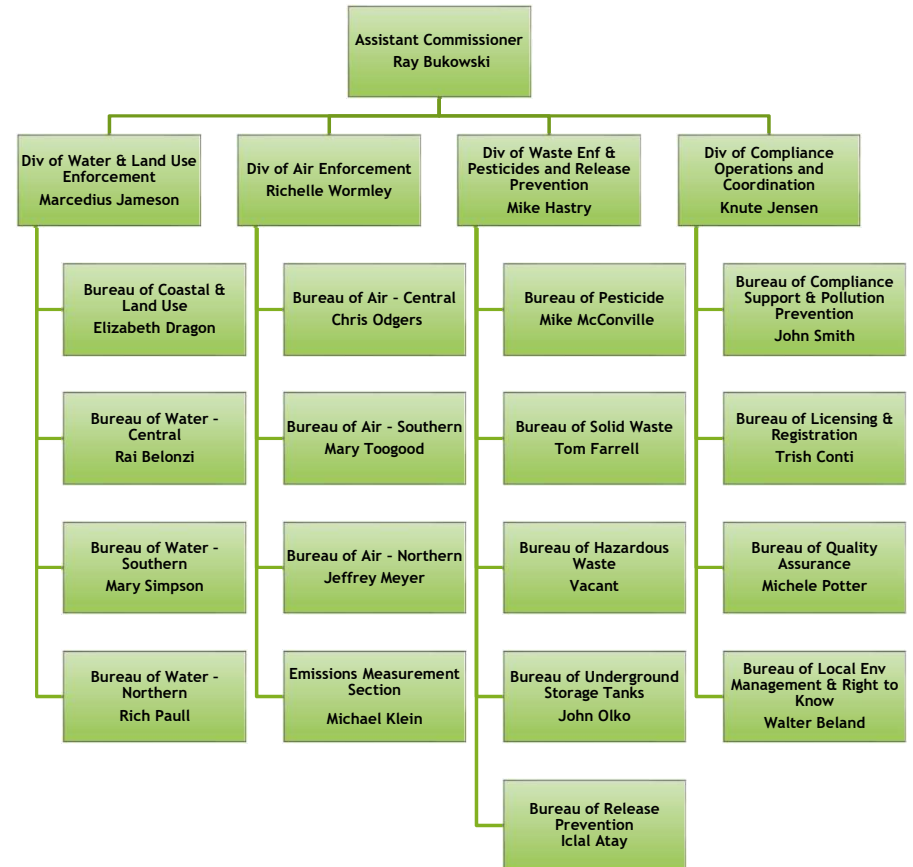 Assistant Commissioner
Ray Bukowski
Div of Water & Land Use
Enforcement
Marcedius Jameson
Div of Air Enforcement
Richelle Wormley
Div of Waste Enf &
Pesticides and Release
Prevention
Mike Hastry
Div of Compliance
Operations and
Coordination
Knute Jensen
Bureau of Coastal &
Land Use
Elizabeth Dragon
Bureau of Water –
Central
Rai Belonzi
Bureau of Water –
Southern
Mary Simpson
Bureau of Water –
Northern
Rich Paull
Bureau of Air – Central
Chris Odgers
Bureau of Air – Southern
Mary Toogood
Bureau of Air – Northern
Jeffrey Meyer
Emissions Measurement
Section
Michael Klein
Bureau of Pesticide
Mike McConville
Bureau of Solid Waste
Tom Farrell
Bureau of Hazardous
Waste
Vacant
Bureau of Underground
Storage Tanks
John Olko
Bureau of Release
Prevention
Iclal Atay
Bureau of Compliance
Support & Pollution
Prevention
John Smith
Bureau of Licensing &
Registration
Trish Conti
Bureau of Quality
Assurance
Michele Potter
Bureau of Local Env
Management & Right to
Know
Walter Beland